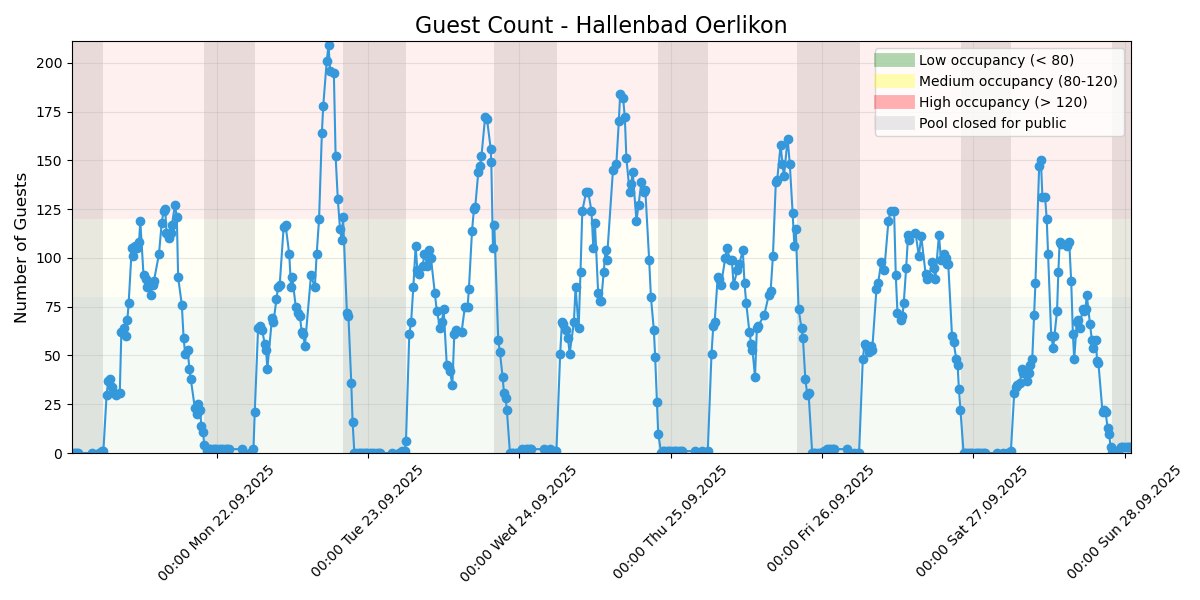 Guest Count - Hallenbad Oerlikon
Number of Guests
200
175
150
125
100
75
50
25
0
Low occupancy (< 80)
Medium occupancy (80-120)
High occupancy (> 120)
Pool closed for public
00:00 Mon 22.09.2025
00:00 Tue 23.09.2025
00:00 Wed 24.09.2025
00:00 Thu 25.09.2025
00:00 Fri 26.09.2025
00:00 Sat 27.09.2025
00:00 Sun 28.09.2025